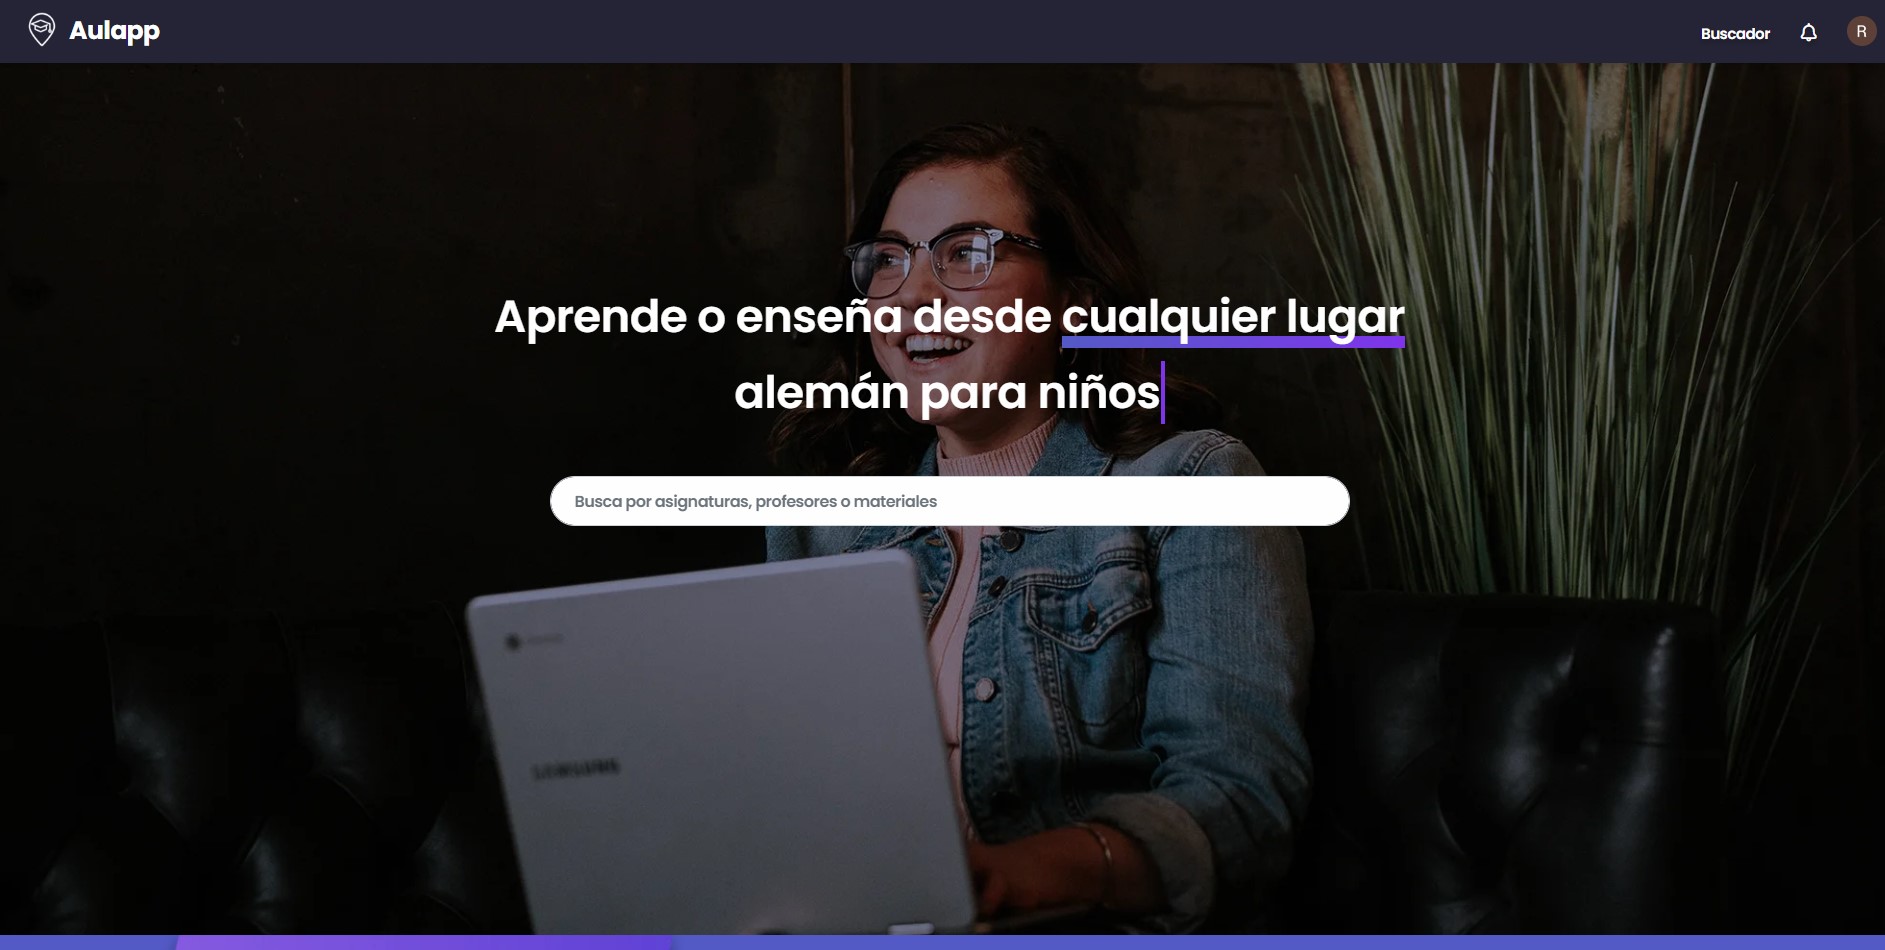 Aulapp
Buscador
R
Aprende o enseña desde cualquier lugar
alemán para niños
Busca por asignaturas, profesores o materiales
SAMSUNG